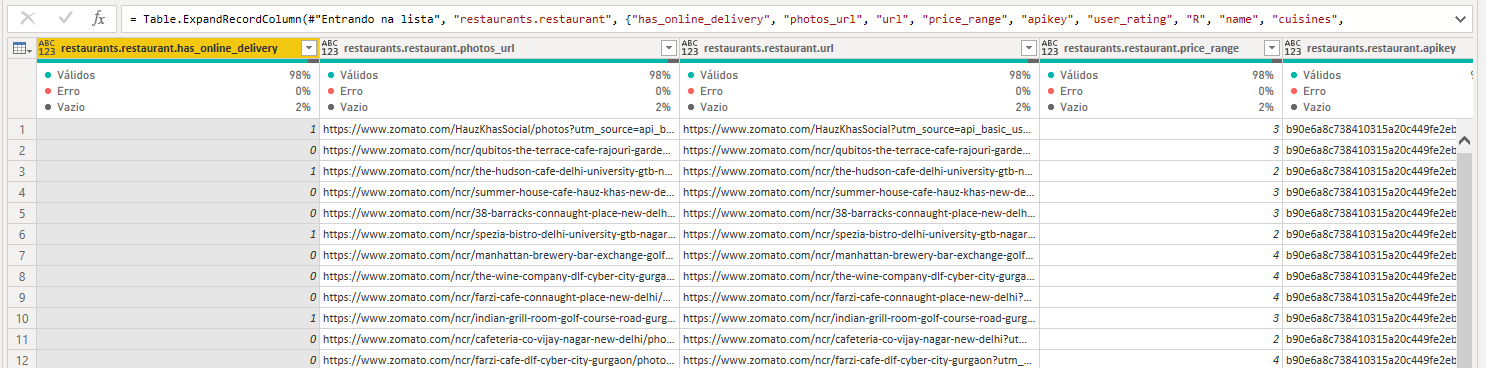 fx = Table.ExpandRecordColumn(#"Entrando na lista", "restaurants.restaurant", {"has_online_delivery", "photos_url", "url", "price_range", "apikey", "user_rating", "R", "name", "cuisines",
ABC 123 restaurants.restaurant.has_online_delivery ABC 123 restaurants.restaurant.photos_url ABC 123 restaurants.restaurant.url ABC 123 restaurants.restaurant.price_range ABC 123 restaurants.restaurant.apikey
Válidos 98% Válidos 98% Válidos 98% Válidos 98% Válidos
Erro 0% Erro 0% Erro 0% Erro 0% Erro
Vazio 2% Vazio 2% Vazio 2% Vazio 2% Vazio
1 1 https://www.zomato.com/HauzKhasSocial/photos?utm_source=api_b... https://www.zomato.com/HauzKhasSocial?utm_source=api_basic_us... 3 b90e6a8c738410315a20c449fe2eb
2 0 https://www.zomato.com/ncr/qubitos-the-terrace-cafe-rajouri-garde... https://www.zomato.com/ncr/qubitos-the-terrace-cafe-rajouri-garde... 3 b90e6a8c738410315a20c449fe2eb
3 1 https://www.zomato.com/ncr/the-hudson-cafe-delhi-university-gtb-n... https://www.zomato.com/ncr/the-hudson-cafe-delhi-university-gtb-n... 2 b90e6a8c738410315a20c449fe2eb
4 0 https://www.zomato.com/ncr/summer-house-cafe-hauz-khas-new-de... https://www.zomato.com/ncr/summer-house-cafe-hauz-khas-new-de... 3 b90e6a8c738410315a20c449fe2eb
5 0 https://www.zomato.com/ncr/38-barracks-connaught-place-new-delh... https://www.zomato.com/ncr/38-barracks-connaught-place-new-delh... 3 b90e6a8c738410315a20c449fe2eb
6 1 https://www.zomato.com/ncr/spezia-bistro-delhi-university-gtb-nagar... https://www.zomato.com/ncr/spezia-bistro-delhi-university-gtb-nagar... 2 b90e6a8c738410315a20c449fe2eb
7 0 https://www.zomato.com/ncr/manhattan-brewery-bar-exchange-golf... https://www.zomato.com/ncr/manhattan-brewery-bar-exchange-golf... 4 b90e6a8c738410315a20c449fe2eb
8 0 https://www.zomato.com/ncr/the-wine-company-dlf-cyber-city-gurga... https://www.zomato.com/ncr/the-wine-company-dlf-cyber-city-gurga... 4 b90e6a8c738410315a20c449fe2eb
9 0 https://www.zomato.com/ncr/farzi-cafe-connaught-place-new-delhi/... https://www.zomato.com/ncr/farzi-cafe-connaught-place-new-delhi?... 4 b90e6a8c738410315a20c449fe2eb
10 1 https://www.zomato.com/ncr/indian-grill-room-golf-course-road-gurg... https://www.zomato.com/ncr/indian-grill-room-golf-course-road-gurg... 3 b90e6a8c738410315a20c449fe2eb
11 0 https://www.zomato.com/ncr/cafeteria-co-vijay-nagar-new-delhi/pho... https://www.zomato.com/ncr/cafeteria-co-vijay-nagar-new-delhi?ut... 2 b90e6a8c738410315a20c449fe2eb
12 0 https://www.zomato.com/ncr/farzi-cafe-dlf-cyber-city-gurgaon/photo... https://www.zomato.com/ncr/farzi-cafe-dlf-cyber-city-gurgaon?utm_... 4 b90e6a8c738410315a20c449fe2eb